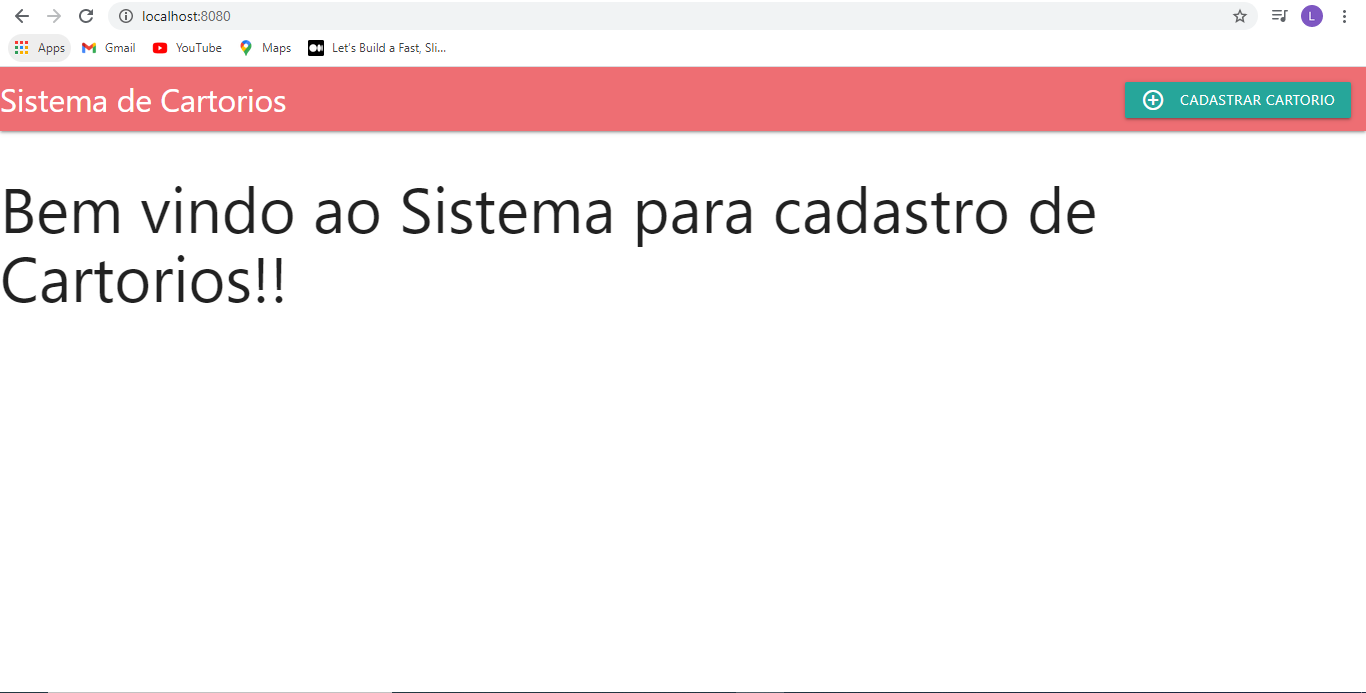 localhost:8080
L
Apps Gmail YouTube Maps Let's Build a Fast, Sli...
Sistema de Cartorios
CADASTRAR CARTORIO
Bem vindo ao Sistema para cadastro de
Cartorios!!